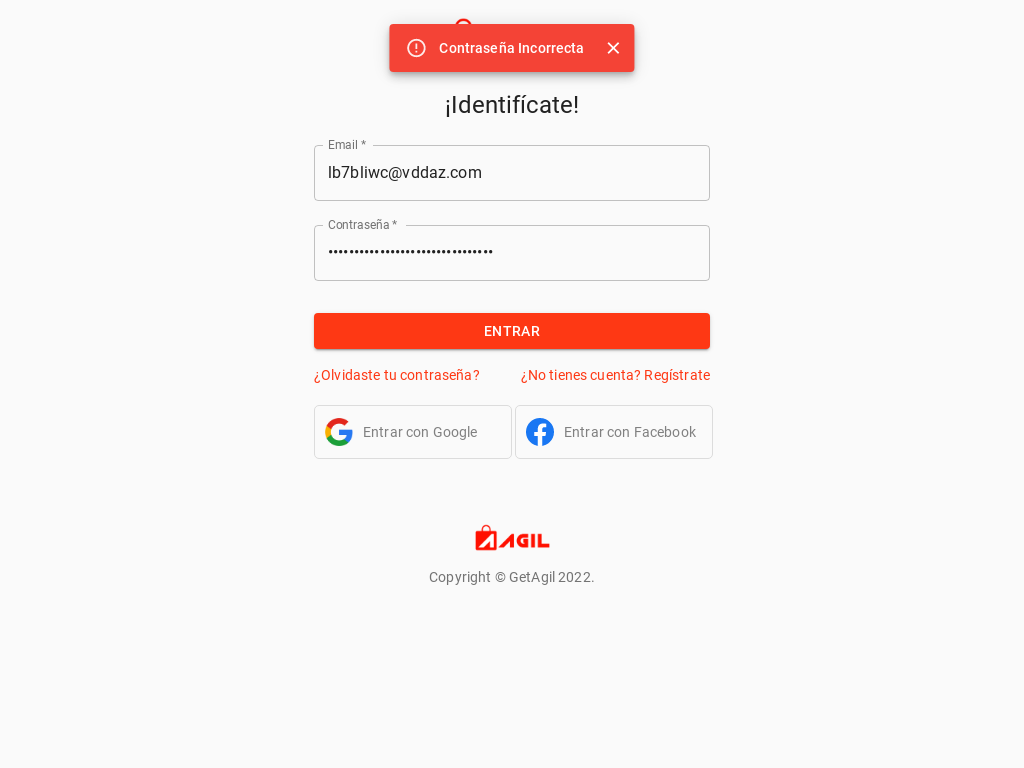 Contraseña Incorrecta
¡Identifícate!
Email *
lb7bliwc@vddaz.com
Contraseña *
••••••••••••••••••••••••••••••••
ENTRAR
¿Olvidaste tu contraseña?
¿No tienes cuenta? Regístrate
Entrar con Google
Entrar con Facebook
AGIL
Copyright © GetAgil 2022.